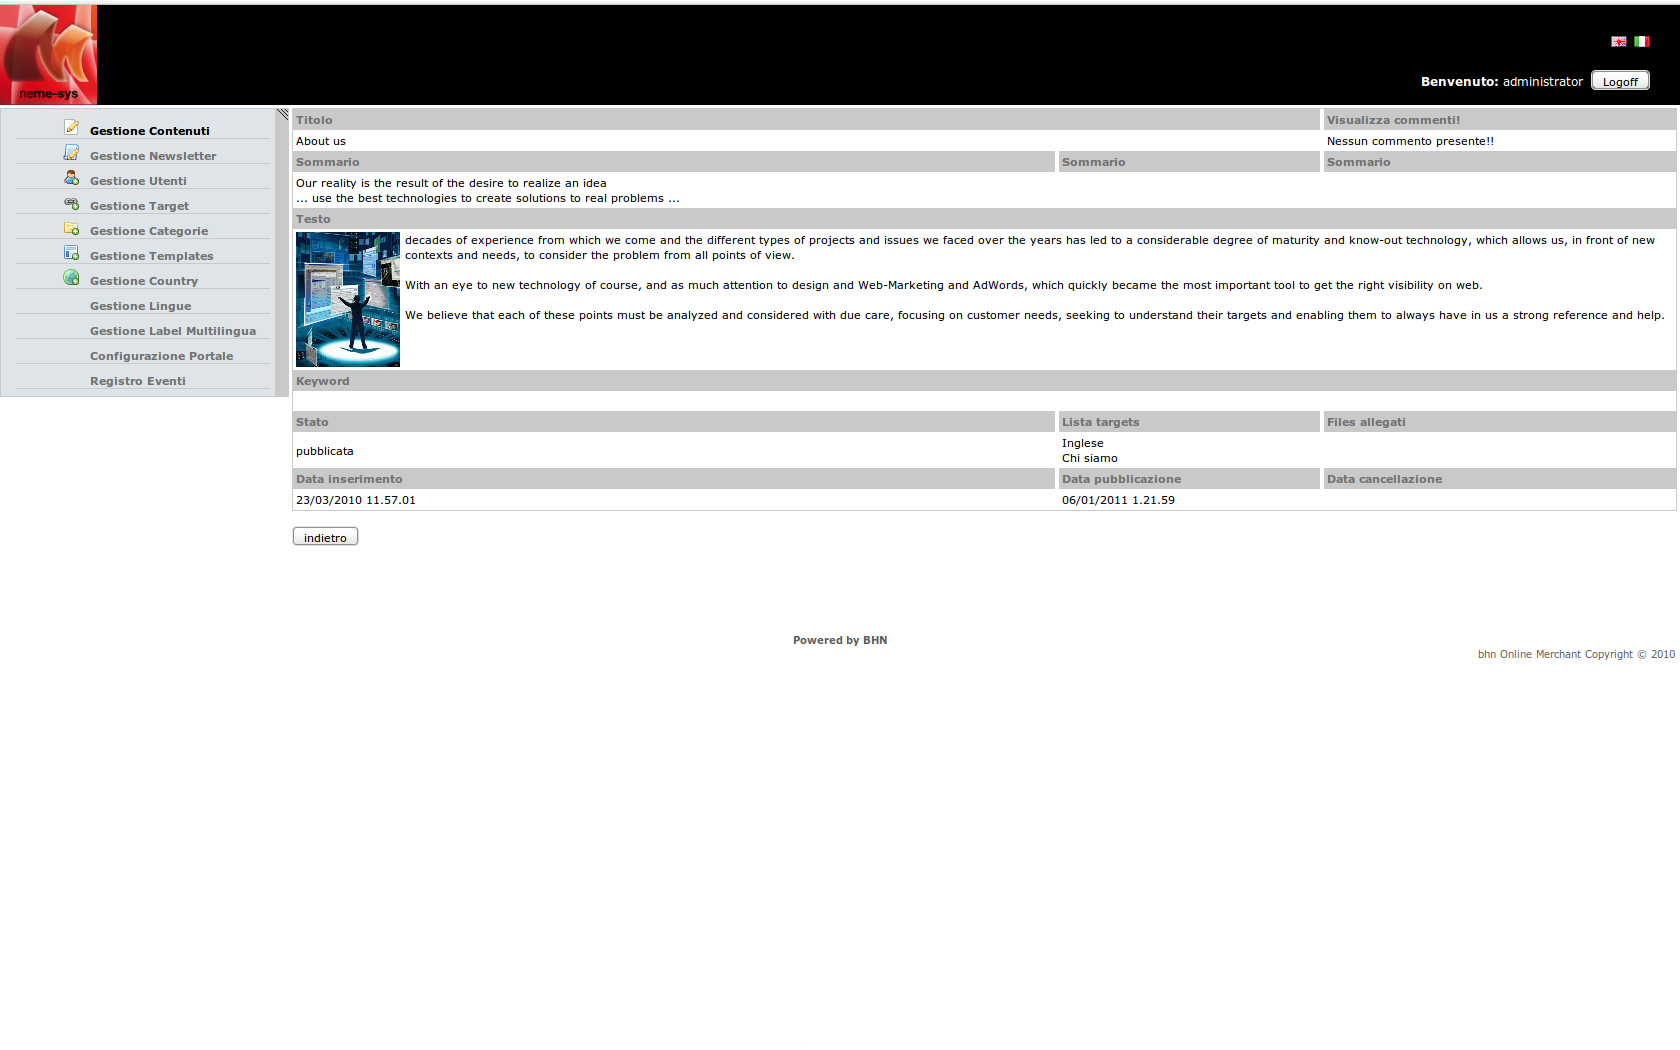 neme-sys
Benvenuto: administrator Logoff
Gestione Contenuti
Gestione Newsletter
Gestione Utenti
Gestione Target
Gestione Categorie
Gestione Templates
Gestione Country
Gestione Lingue
Gestione Label Multilingua
Configurazione Portale
Registro Eventi
Titolo Visualizza commenti!
About us Nessun commento presente!!
Sommario Sommario Sommario
Our reality is the result of the desire to realize an idea
... use the best technologies to create solutions to real problems ...
Testo
decades of experience from which we come and the different types of projects and issues we faced over the years has led to a considerable degree of maturity and know-out technology, which allows us, in front of new
contexts and needs, to consider the problem from all points of view.
With an eye to new technology of course, and as much attention to design and Web-Marketing and AdWords, which quickly became the most important tool to get the right visibility on web.
We believe that each of these points must be analyzed and considered with due care, focusing on customer needs, seeking to understand their targets and enabling them to always have in us a strong reference and help.
Keyword
Stato Lista targets Files allegati
pubblicata Inglese
Chi siamo
Data inserimento Data pubblicazione Data cancellazione
23/03/2010 11.57.01 06/01/2011 1.21.59
indietro
Powered by BHN
bhn Online Merchant Copyright © 2010